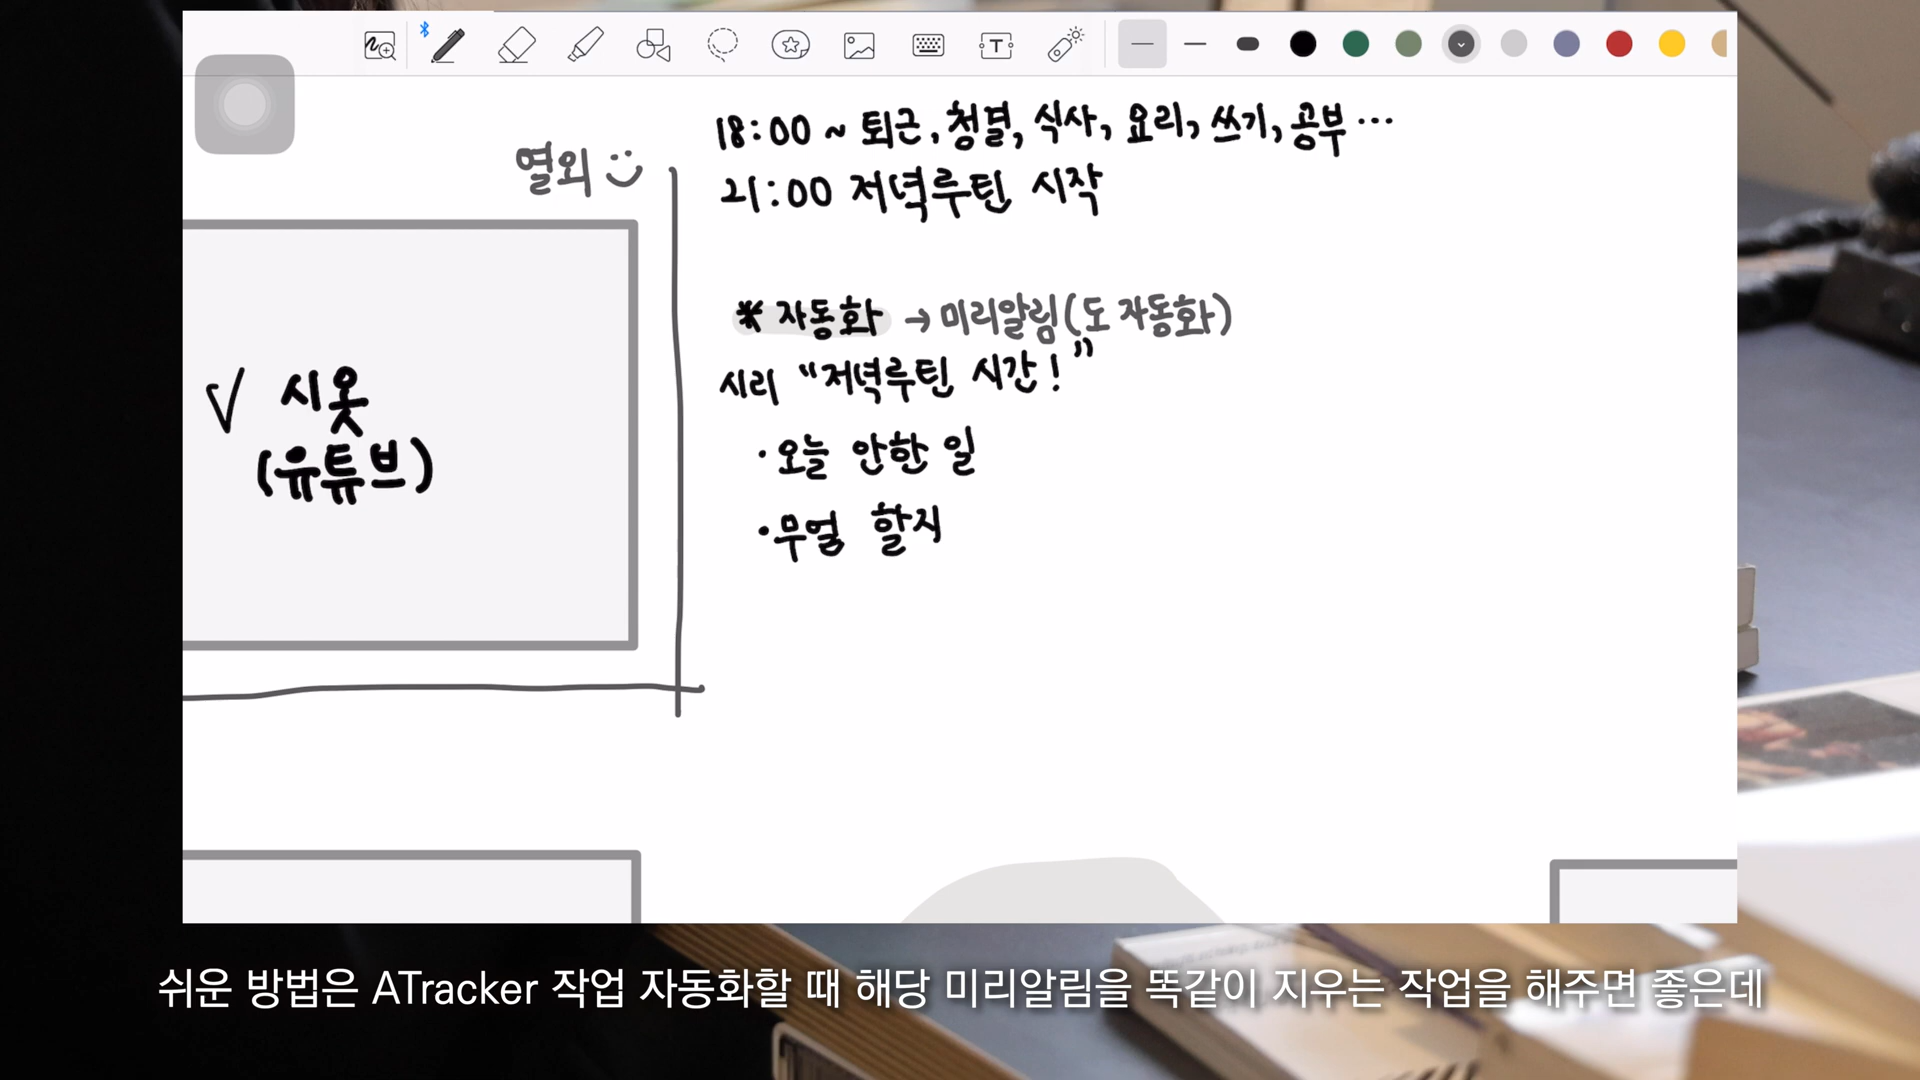 열외
√ 시옷
(유튜브)
18:00 ~ 퇴근, 청결, 식사, 요리, 쓰기, 공부 …
21:00 저녁루틴 시작
* 자동화 → 미리알림(도 자동화)
시리 "저녁루틴 시간!"
· 오늘 안한 일
· 무얼 할지
쉬운 방법은 ATracker 작업 자동화할 때 해당 미리알림을 똑같이 지우는 작업을 해주면 좋은데